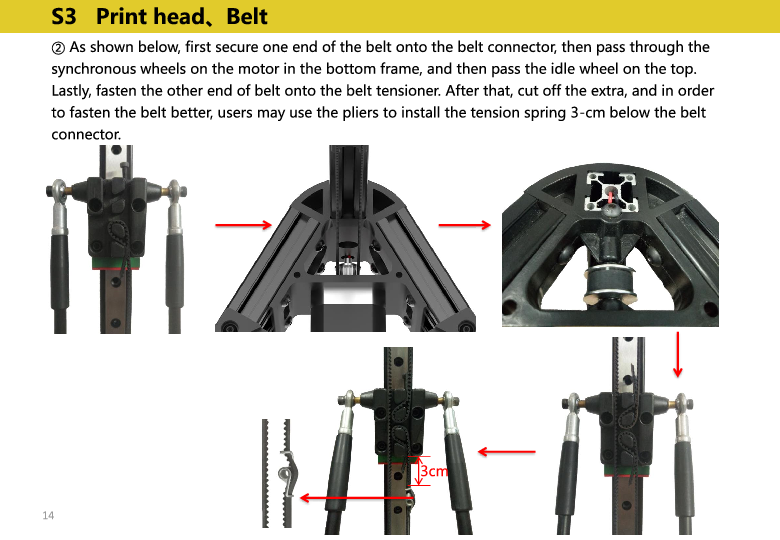 S3 Print head、Belt
② As shown below, first secure one end of the belt onto the belt connector, then pass through the
synchronous wheels on the motor in the bottom frame, and then pass the idle wheel on the top.
Lastly, fasten the other end of belt onto the belt tensioner. After that, cut off the extra, and in order
to fasten the belt better, users may use the pliers to install the tension spring 3-cm below the belt
connector.
3cm
14